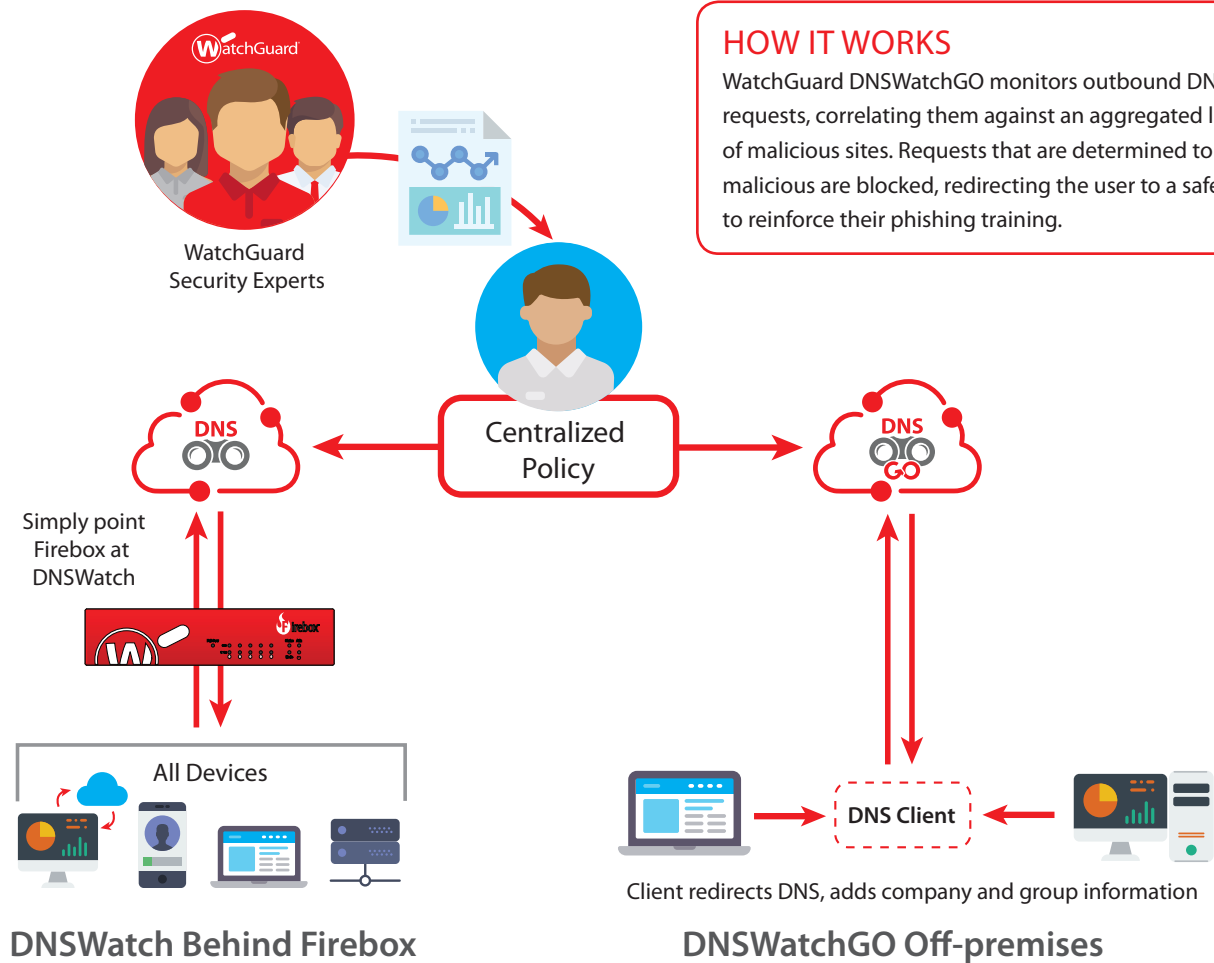 WatchGuard
WatchGuard
Security Experts
HOW IT WORKS
WatchGuard DNSWatchGO monitors outbound DN
requests, correlating them against an aggregated l
of malicious sites. Requests that are determined to
malicious are blocked, redirecting the user to a safe
to reinforce their phishing training.
Centralized
Policy
DNS
DNS
GO
Simply point
Firebox at
DNSWatch
Firebox
All Devices
DNS Client
Client redirects DNS, adds company and group information
DNSWatch Behind Firebox
DNSWatchGO Off-premises